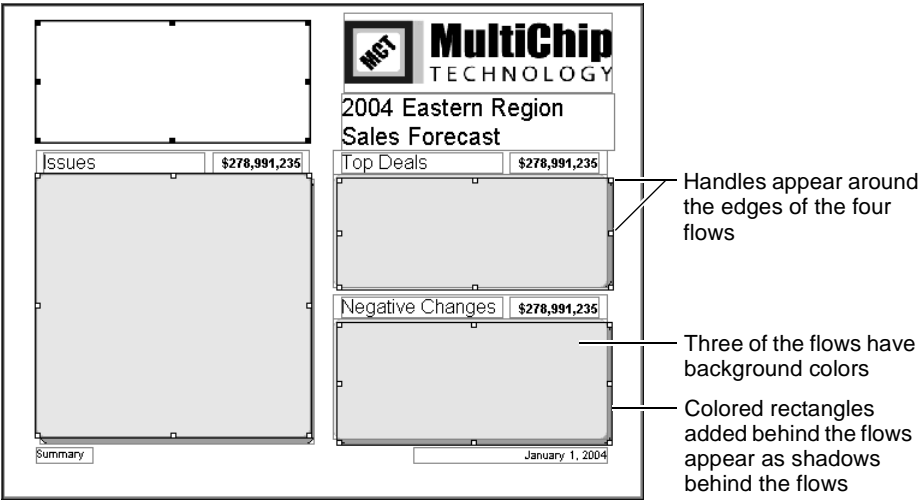 MCT
MultiChip
TECHNOLOGY
2004 Eastern Region
Sales Forecast
Issues
$278,991,235
Top Deals
$278,991,235
Negative Changes
$278,991,235
Summary
January 1, 2004
Handles appear around
the edges of the four
flows
Three of the flows have
background colors
Colored rectangles
added behind the flows
appear as shadows
behind the flows